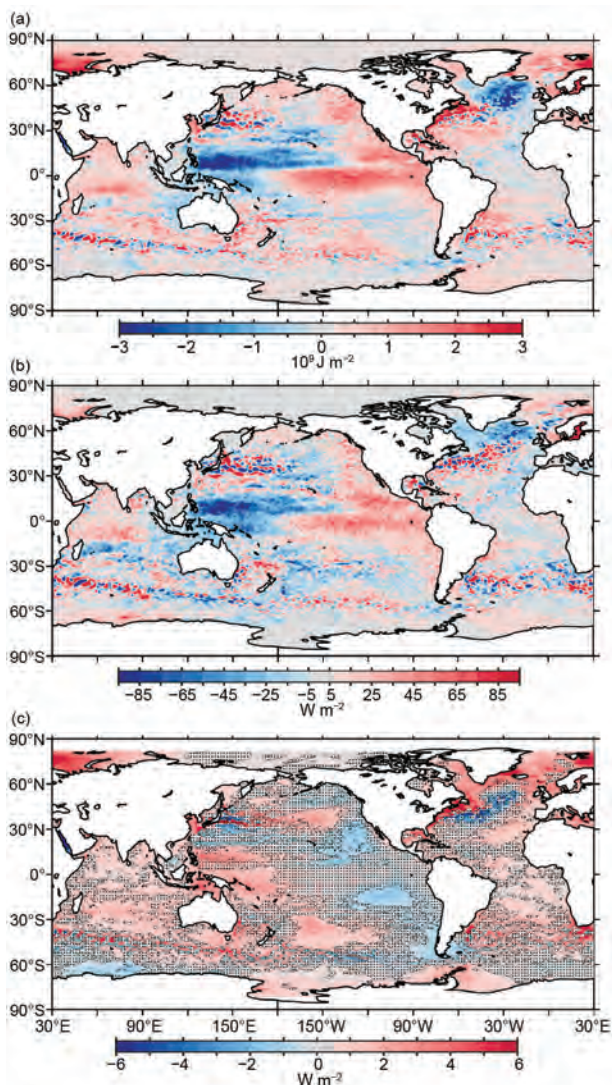 (a)
90°N
60°N
30°N
0°
30°S
60°S
90°S
−3 −2 −1 0 1 2 3
10⁹ J m⁻²
(b)
90°N
60°N
30°N
0°
30°S
60°S
90°S
−85 −65 −45 −25 −5 5 25 45 65 85
W m⁻²
(c)
90°N
60°N
30°N
0°
30°S
60°S
90°S
30°E 90°E 150°E 150°W 90°W 30°W 30°E
−6 −4 −2 0 2 4 6
W m⁻²